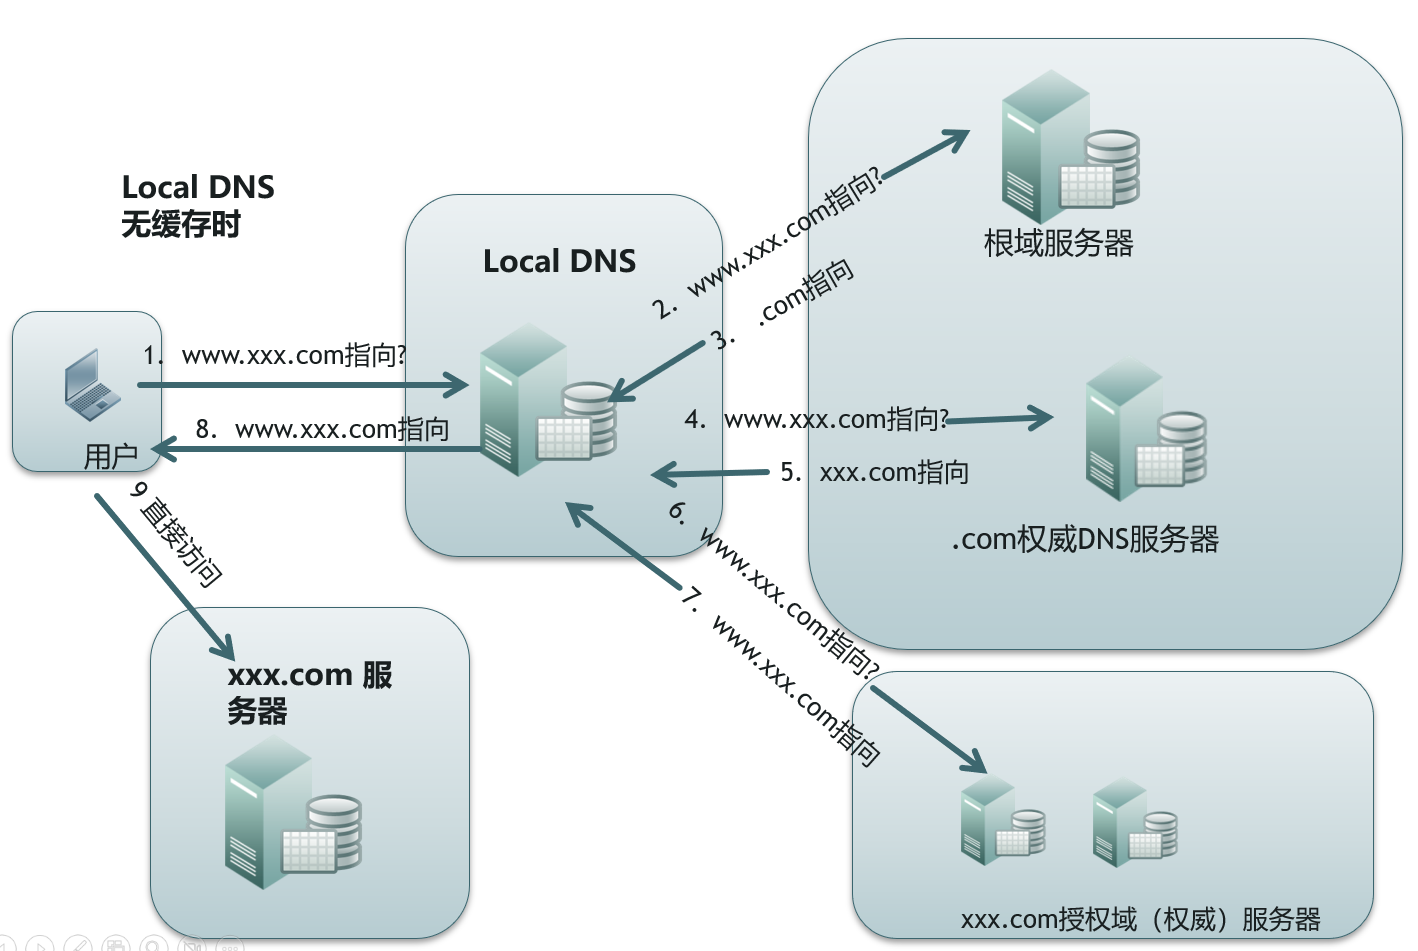 Local DNS
无缓存时
Local DNS
用户
1. www.xxx.com指向?
2. www.xxx.com指向?
根域服务器
3. .com指向
4. www.xxx.com指向?
5. xxx.com指向
.com权威DNS服务器
6. www.xxx.com指向?
7. www.xxx.com指向
xxx.com授权域（权威）服务器
8. www.xxx.com指向
9 直接访问
xxx.com 服
务器